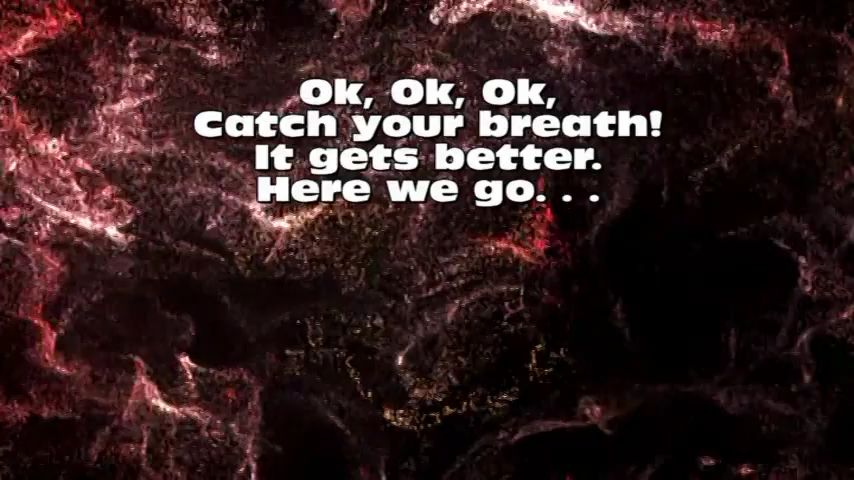 Ok, Ok, Ok,
Catch your breath!
It gets better.
Here we go. . .